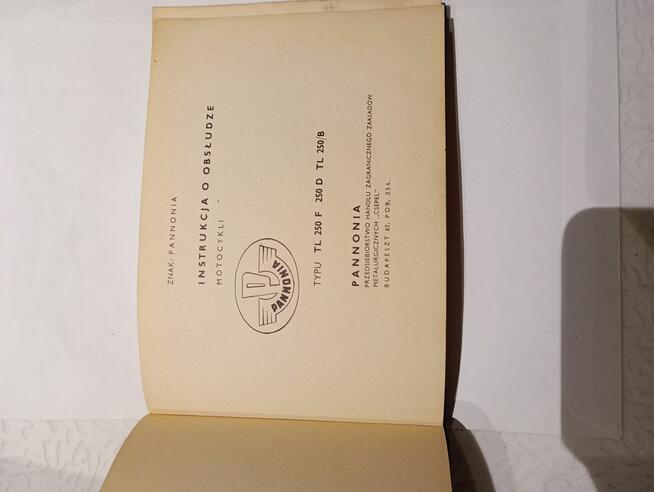 ZNAK: PANNONIA
INSTRUKCJA O OBSŁUDZE
MOTOCYKLI
P
PANNONIA
TYPU TL 250 F 250 D TL 250/B
PANNONIA
PRZEDSIEBIORSTWO HANDLU ZAGRANICZNEGO ZAKŁADÓW
METALURGICZNYCH „CSEPEL"
BUDAPESZT 62, POB, 354.